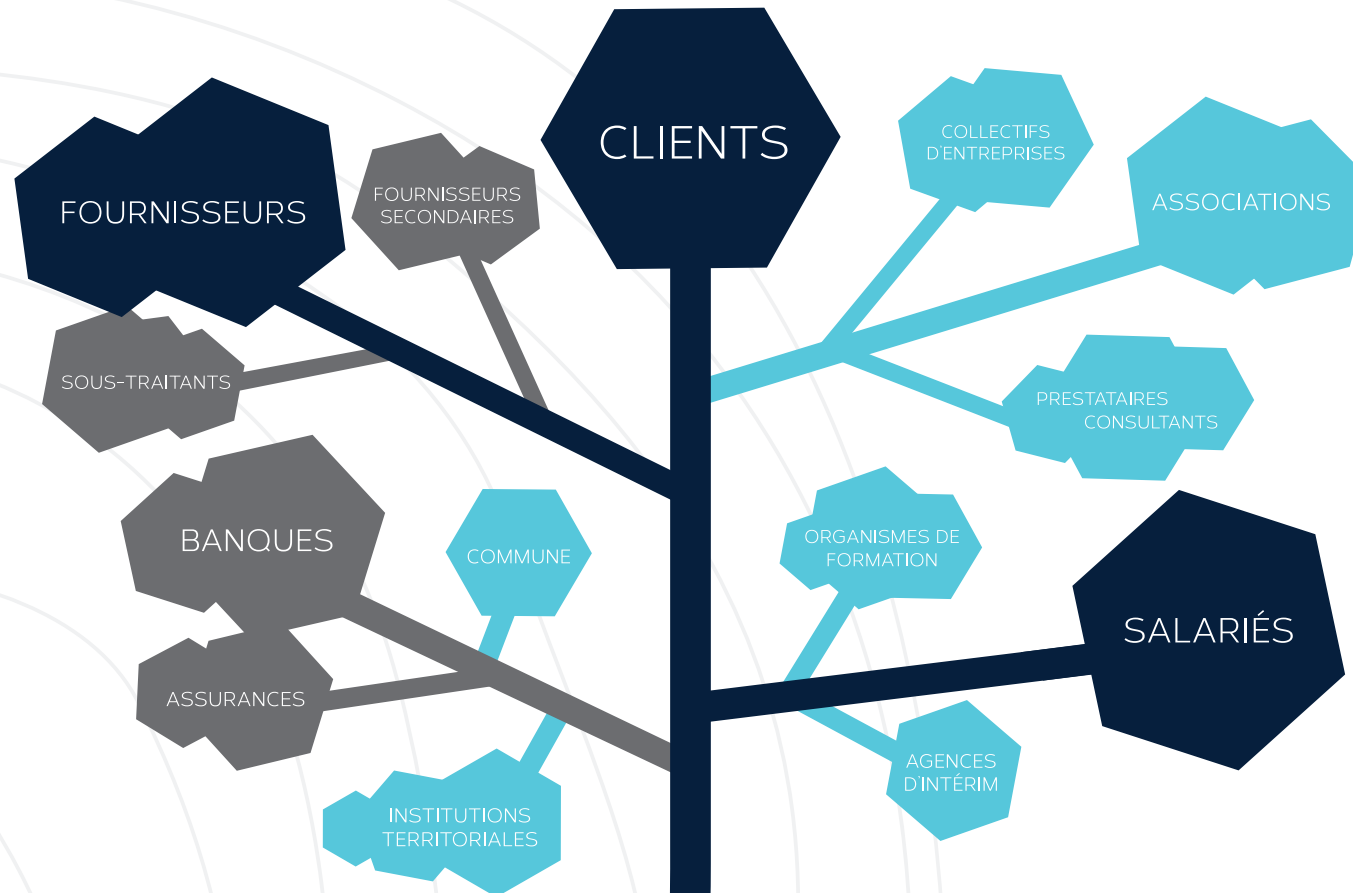 CLIENTS
COLLECTIFS
D'ENTREPRISES
FOURNISSEURS
FOURNISSEURS
SECONDAIRES
ASSOCIATIONS
SOUS-TRAITANTS
PRESTATAIRES
CONSULTANTS
BANQUES
COMMUNE
ORGANISMES DE
FORMATION
SALARIÉS
ASSURANCES
AGENCES
D'INTÉRIM
INSTITUTIONS
TERRITORIALES